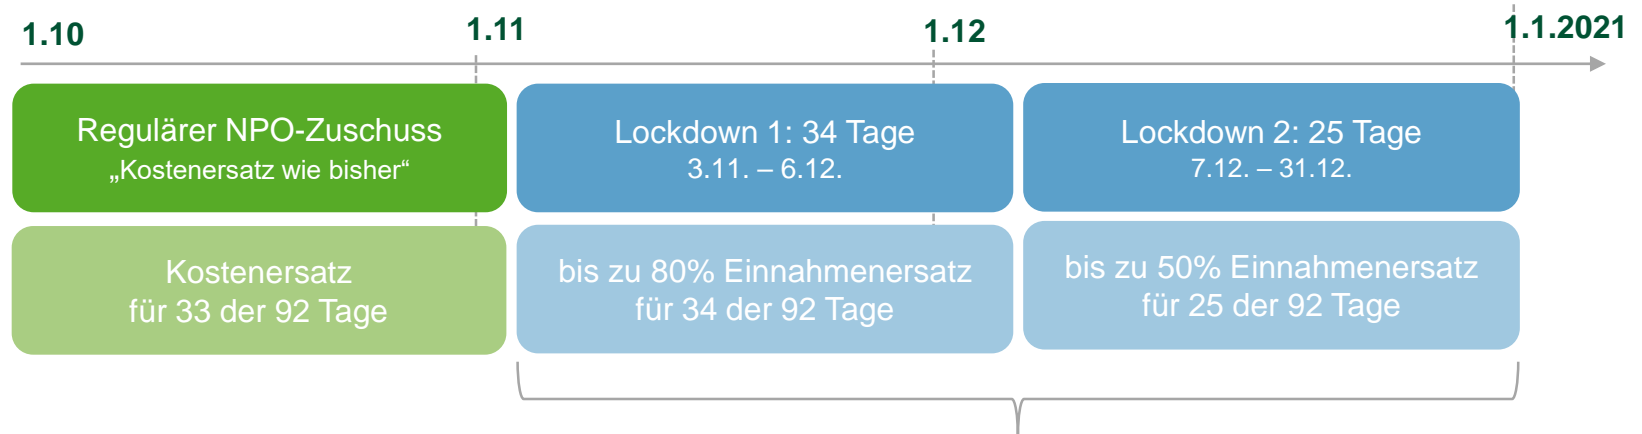 1.10
1.11
1.12
1.1.2021
Regulärer NPO-Zuschuss
„Kostenersatz wie bisher“
Lockdown 1: 34 Tage
3.11. – 6.12.
Lockdown 2: 25 Tage
7.12. – 31.12.
Kostenersatz
für 33 der 92 Tage
bis zu 80% Einnahmenersatz
für 34 der 92 Tage
bis zu 50% Einnahmenersatz
für 25 der 92 Tage